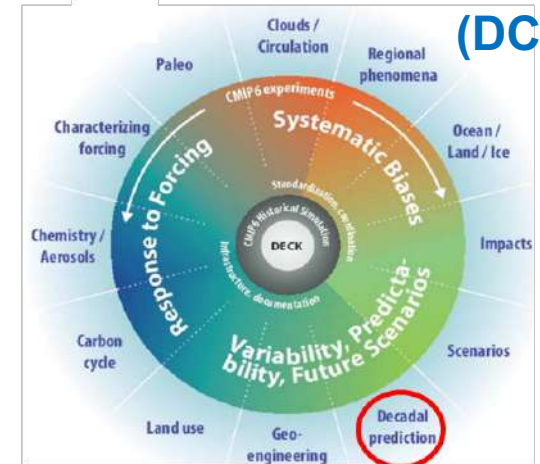 (DC
Clouds /
Circulation
Regional
phenomena
Ocean /
Land / Ice
Impacts
Scenarios
Decadal
prediction
Geo-
engineering
Land use
Carbon
cycle
Chemistry /
Aerosols
Characterizing
forcing
Paleo
CMIP6 experiments
Systematic Biases
Response to Forcing
Variability, Predicta-
bility, Future Scenarios
Standardization, coordination
Infrastructure, documentation
CMIP6 Historical Simulation
DECK